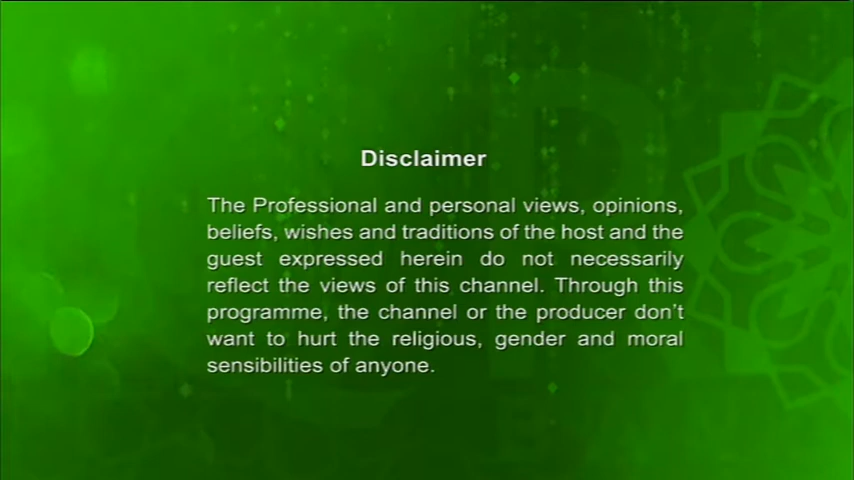 Disclaimer
The Professional and personal views, opinions,
beliefs, wishes and traditions of the host and the
guest expressed herein do not necessarily
reflect the views of this channel. Through this
programme, the channel or the producer don't
want to hurt the religious, gender and moral
sensibilities of anyone.